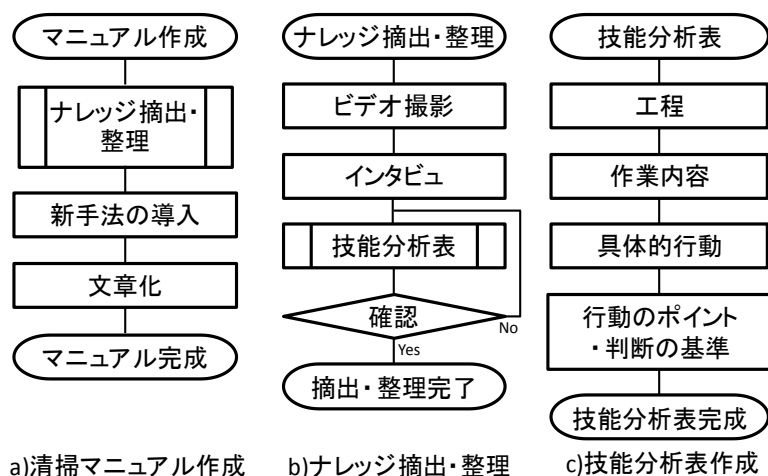 マニュアル作成
ナレッジ摘出・
整理
新手法の導入
文章化
マニュアル完成
a)清掃マニュアル作成
ナレッジ摘出・整理
ビデオ撮影
インタビュ
技能分析表
確認
No
Yes
摘出・整理完了
b)ナレッジ摘出・整理
技能分析表
工程
作業内容
具体的行動
行動のポイント
・判断の基準
技能分析表完成
c)技能分析表作成